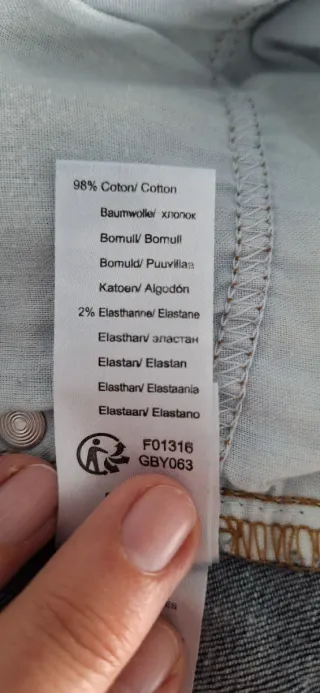 98% Coton/ Cotton
Baumwolle/ хлопок
Bomull/ Bomull
Bomuld/ Puuvillaa
Katoen/ Algodón
2% Elasthanne/ Elastane
Elasthan/ эластан
Elastan/ Elastan
Elasthan/ Elastaania
Elastaan/ Elastano
F01316
GBY063